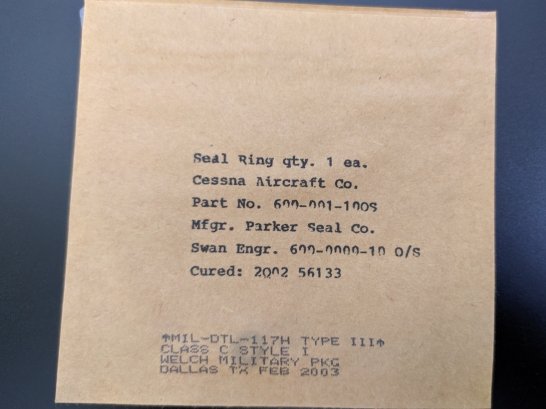 Seal Ring qty. 1 ea.
Cessna Aircraft Co.
Part No. 600-001-100S
Mfgr. Parker Seal Co.
Swan Engr. 600-0000-10 O/S
Cured: 2Q02 56133
↑MIL-DTL-117H TYPE III↑
CLASS C STYLE I
WELCH MILITARY PKG
DALLAS TX FEB 2003